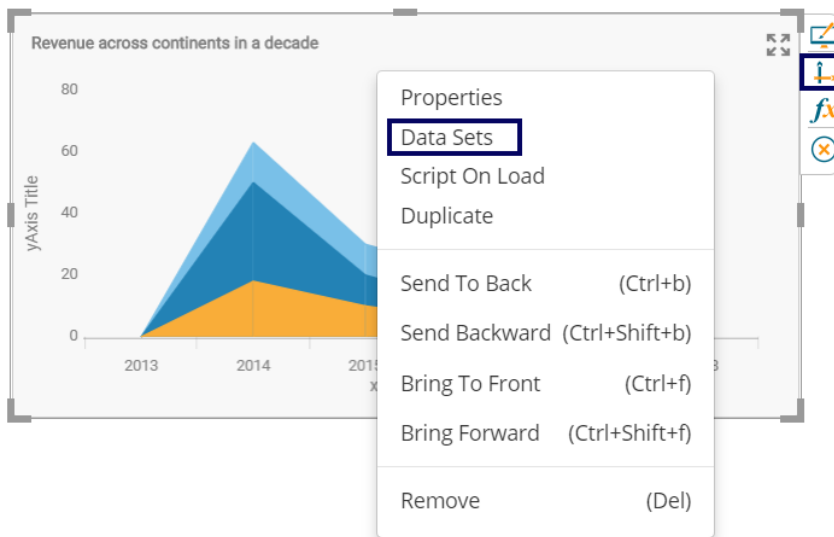 Revenue across continents in a decade
80
60
40
20
0
yAxis Title
2013
2014
2015
Properties
Data Sets
Script On Load
Duplicate
Send To Back (Ctrl+b)
Send Backward (Ctrl+Shift+b)
Bring To Front (Ctrl+f)
Bring Forward (Ctrl+Shift+f)
Remove (Del)
fx